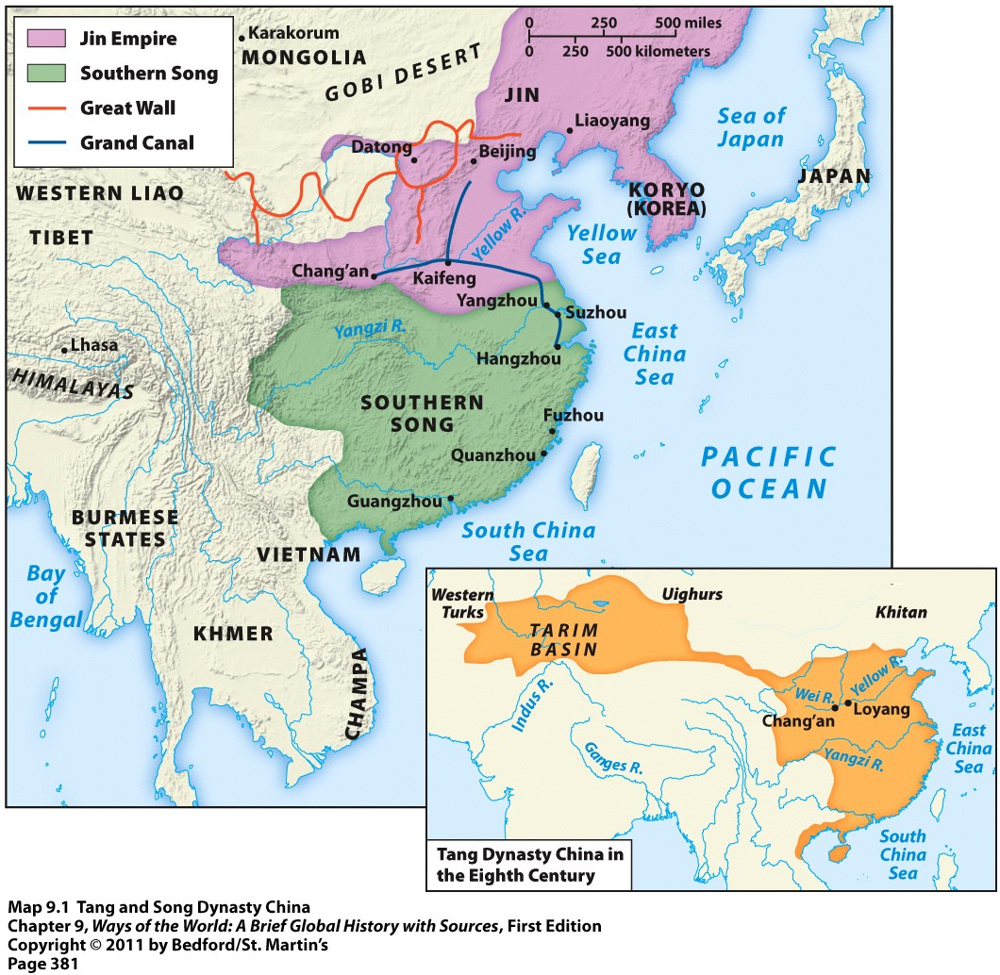 Jin Empire
Southern Song
Great Wall
Grand Canal
Karakorum
MONGOLIA
GOBI DESERT
0 250 500 miles
0 250 500 kilometers
JIN
Liaoyang
Sea of
Japan
Datong
Beijing
JAPAN
WESTERN LIAO
KORYO
(KOREA)
TIBET
Yellow R.
Yellow
Sea
Chang'an
Kaifeng
Yangzhou
Suzhou
Yangzi R.
East
China
Sea
Lhasa
Hangzhou
HIMALAYAS
SOUTHERN
SONG
Fuzhou
Quanzhou
PACIFIC
OCEAN
Guangzhou
BURMESE
STATES
South China
Sea
VIETNAM
Bay
of
Bengal
KHMER
CHAMPA
Western
Turks
Uighurs
Khitan
TARIM
BASIN
Indus R.
Wei R.
Yellow R.
Chang'an
Loyang
Ganges R.
Yangzi R.
East
China
Sea
South
China
Sea
Tang Dynasty China in
the Eighth Century
Map 9.1 Tang and Song Dynasty China
Chapter 9, Ways of the World: A Brief Global History with Sources, First Edition
Copyright © 2011 by Bedford/St. Martin's
Page 381